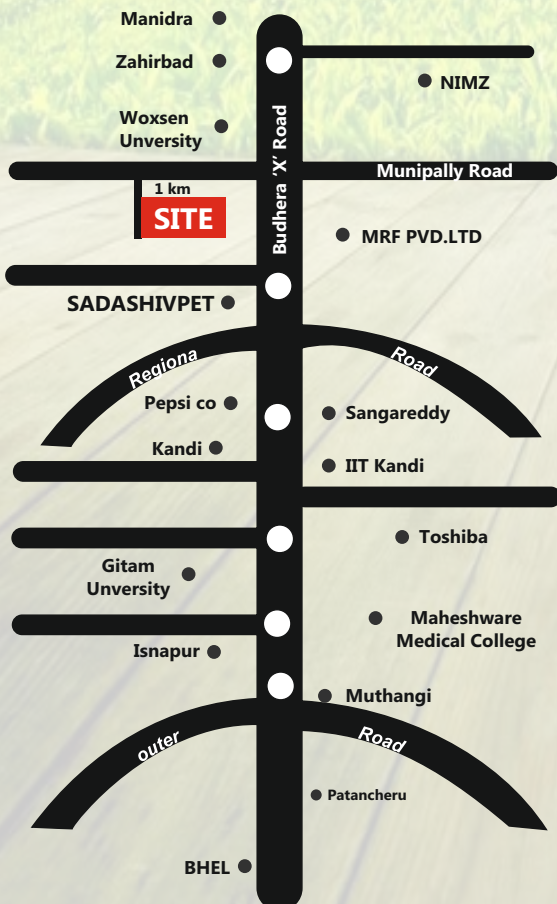 Manidra
Zahirbad
NIMZ
Woxsen
Unversity
Budhera 'X' Road
Munipally Road
1 km
SITE
MRF PVD.LTD
SADASHIVPET
Regiona
Road
Pepsi co
Sangareddy
Kandi
IIT Kandi
Toshiba
Gitam
Unversity
Maheshware
Medical College
Isnapur
Muthangi
outer
Road
Patancheru
BHEL